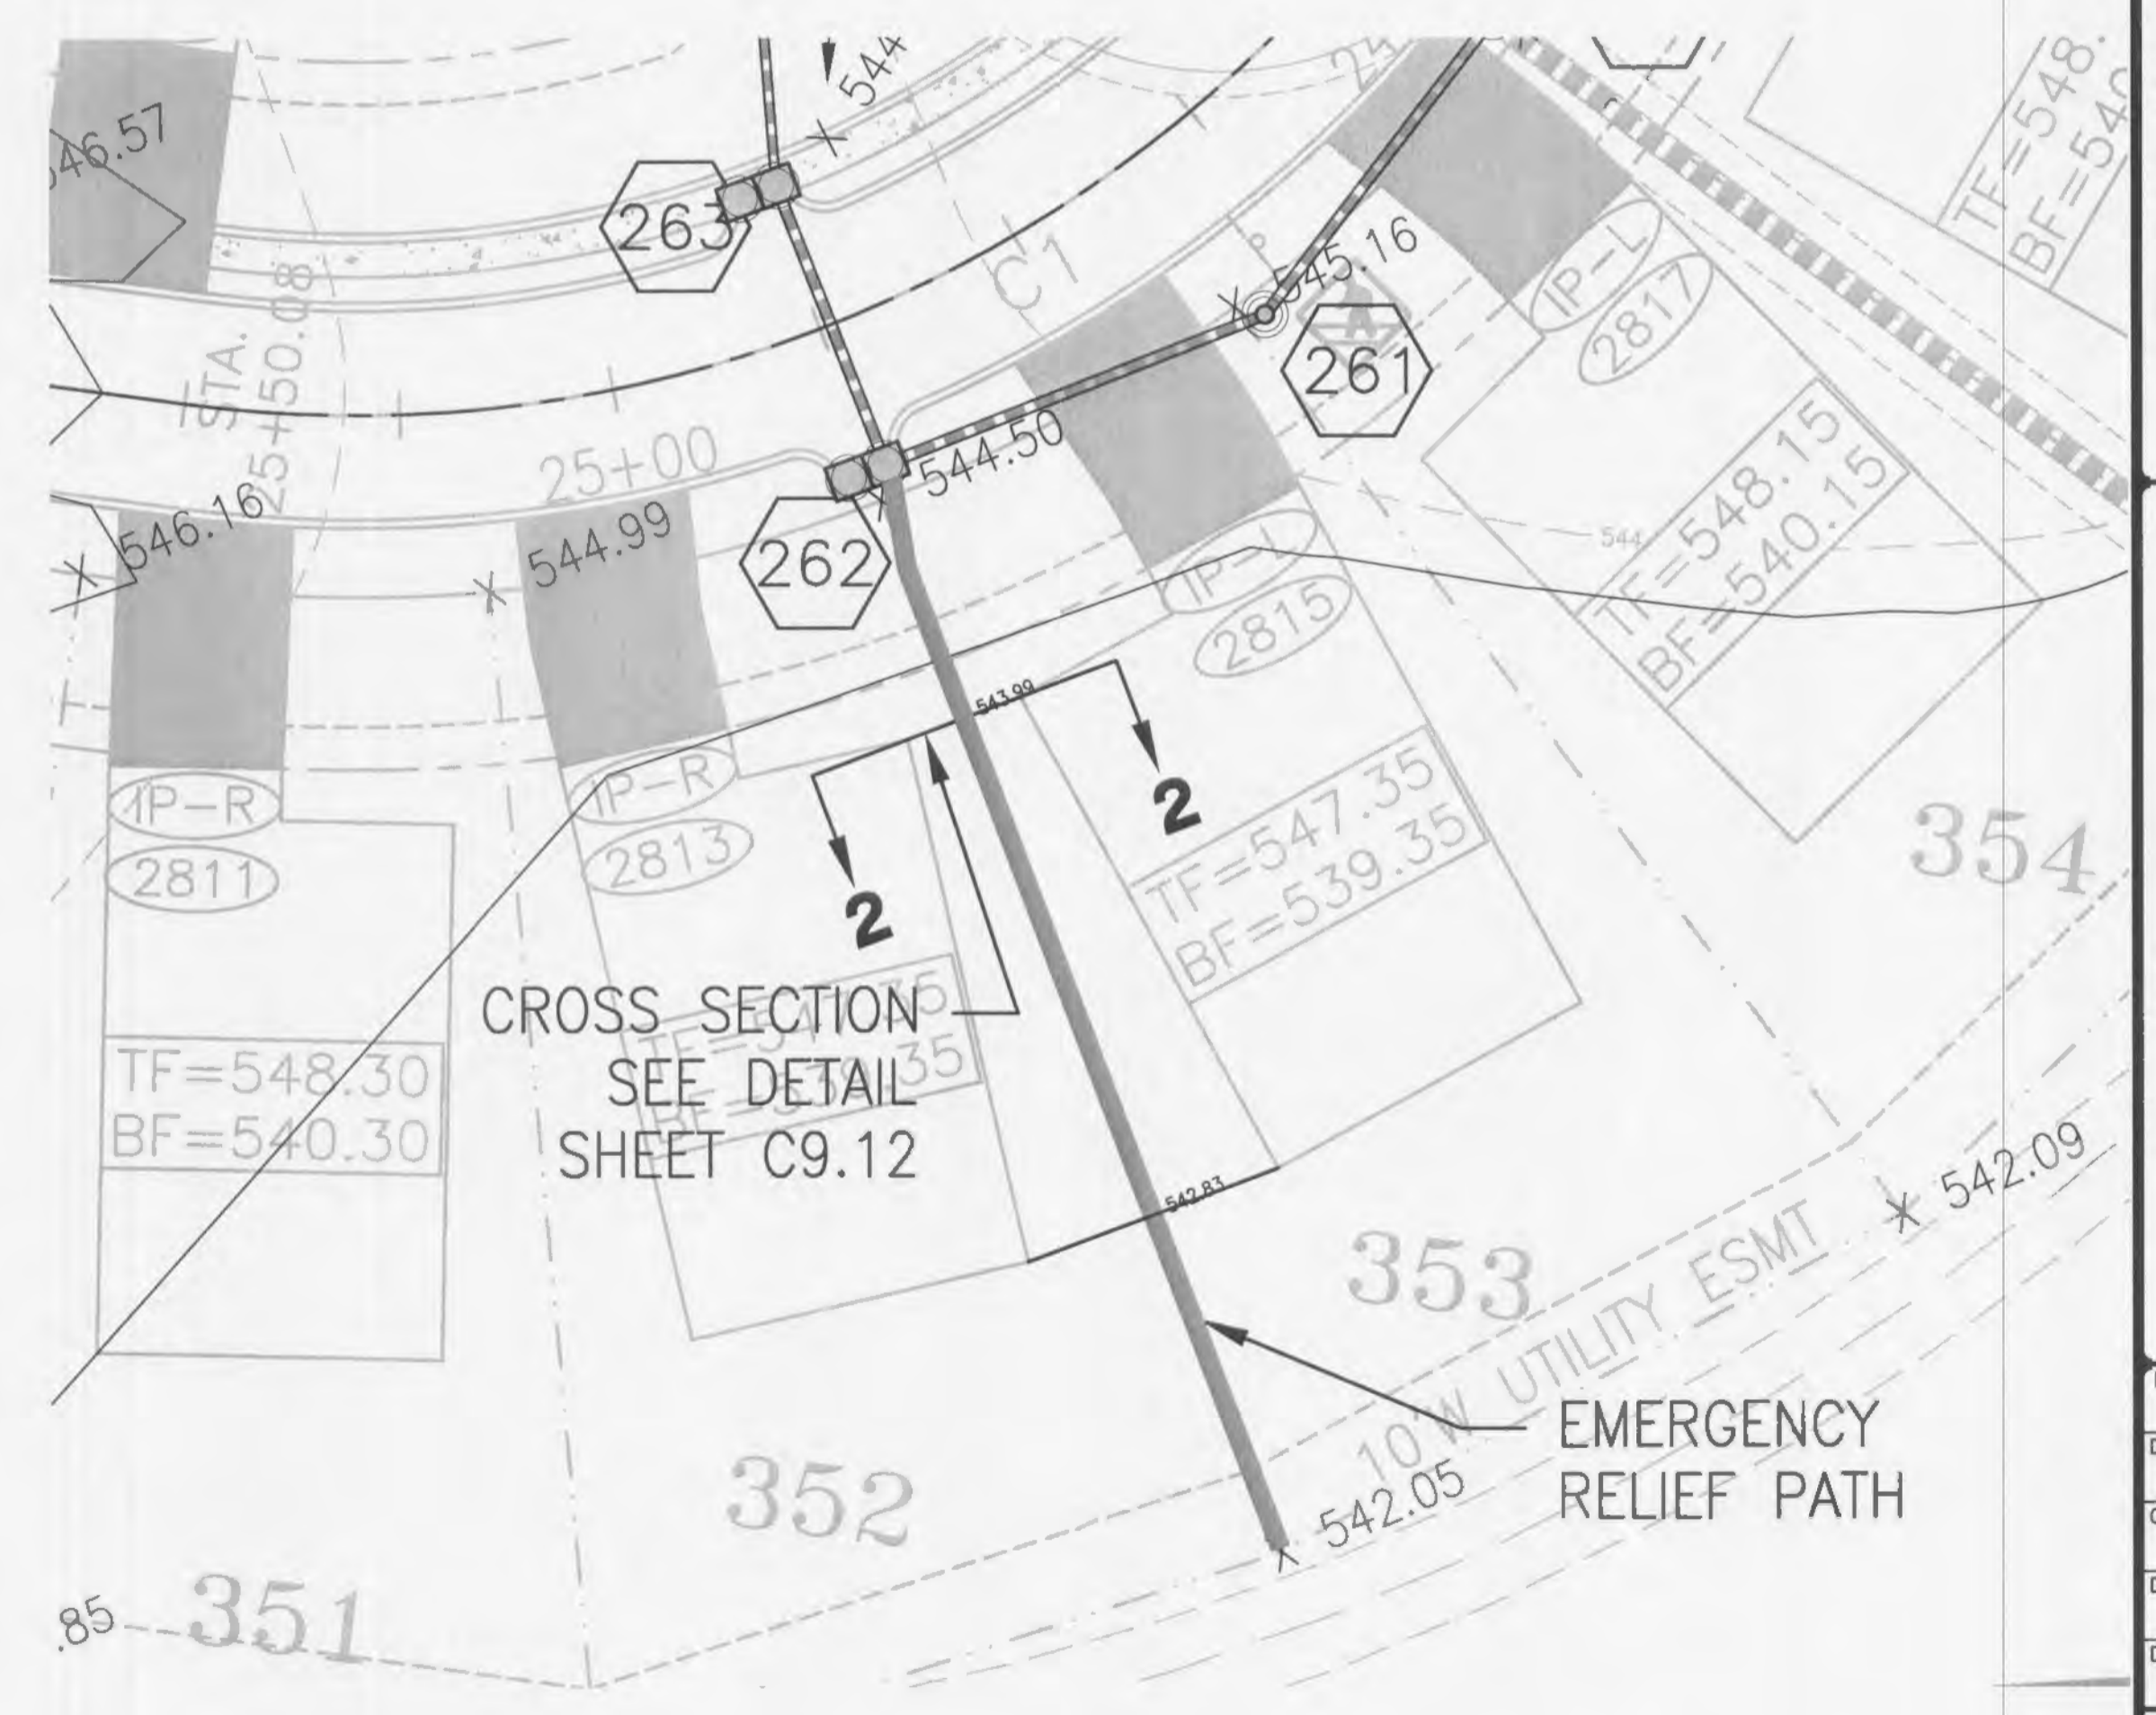 544
546.57
24
TF=548.
BF=540
263
C1
545.16
IP-L
2817
A
261
STA.
25+50.08
25+00
544.50
546.16
544.99
262
IP-L
2815
544
TF=548.15
BF=540.15
543.99
2
2
IP-R
2811
IP-R
2813
TF=547.35
BF=539.35
354
CROSS SECTION
SEE DETAIL
SHEET C9.12
TF=548.30
BF=540.30
542.83
353
10'W UTILITY ESMT
542.09
EMERGENCY
RELIEF PATH
542.05
352
351
.85